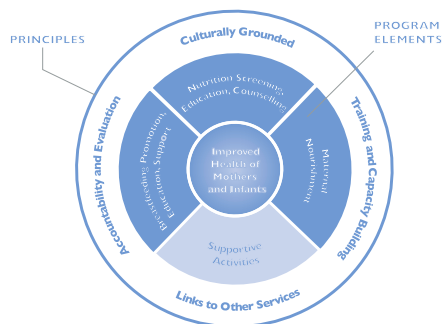 PRINCIPLES
PROGRAM
ELEMENTS
Culturally Grounded
Training and Capacity Building
Links to Other Services
Accountability and Evaluation
Nutrition Screening,
Education, Counselling
Maternal
Nourishment
Supportive
Activities
Breastfeeding Promotion,
Education, Support
Improved
Health of
Mothers
and Infants